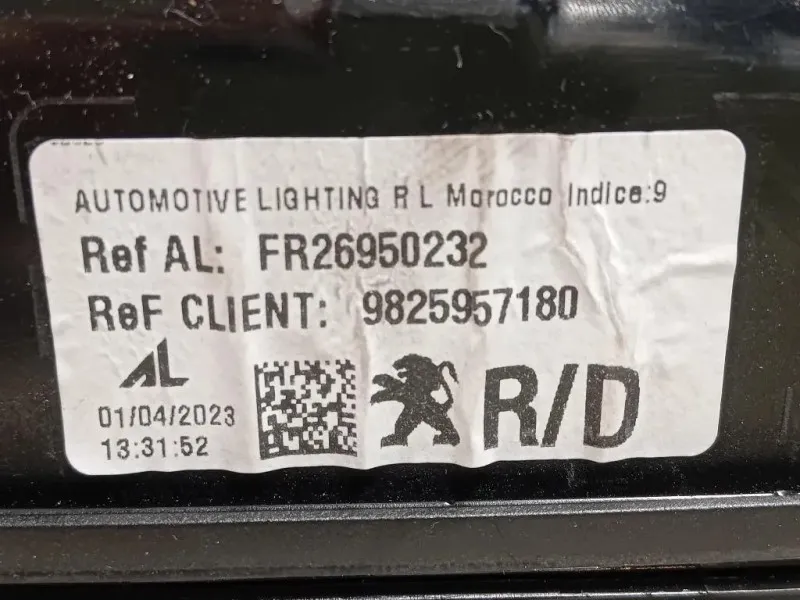 AUTOMOTIVE LIGHTING R L Morocco Indice:9
Ref AL: FR26950232
ReF CLIENT: 9825957180
AL
01/04/2023
13:31:52
R/D